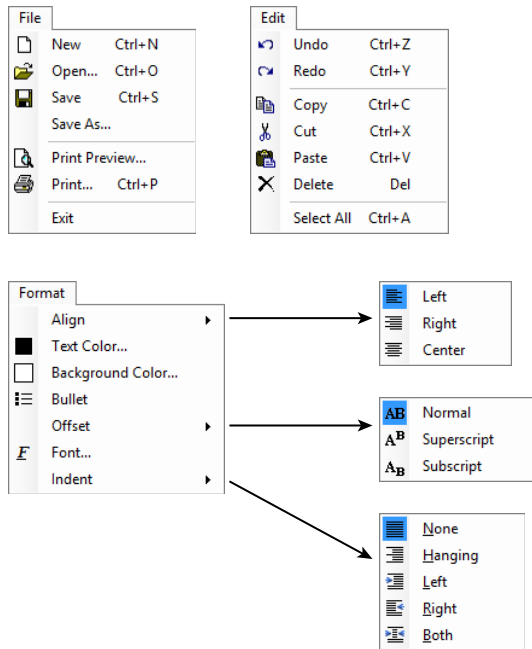 File
New Ctrl+N
Open... Ctrl+O
Save Ctrl+S
Save As...
Print Preview...
Print... Ctrl+P
Exit
Edit
Undo Ctrl+Z
Redo Ctrl+Y
Copy Ctrl+C
Cut Ctrl+X
Paste Ctrl+V
Delete Del
Select All Ctrl+A
Format
Align
Text Color...
Background Color...
Bullet
Offset
F Font...
Indent
Left
Right
Center
AB Normal
AB Superscript
AB Subscript
None
Hanging
Left
Right
Both